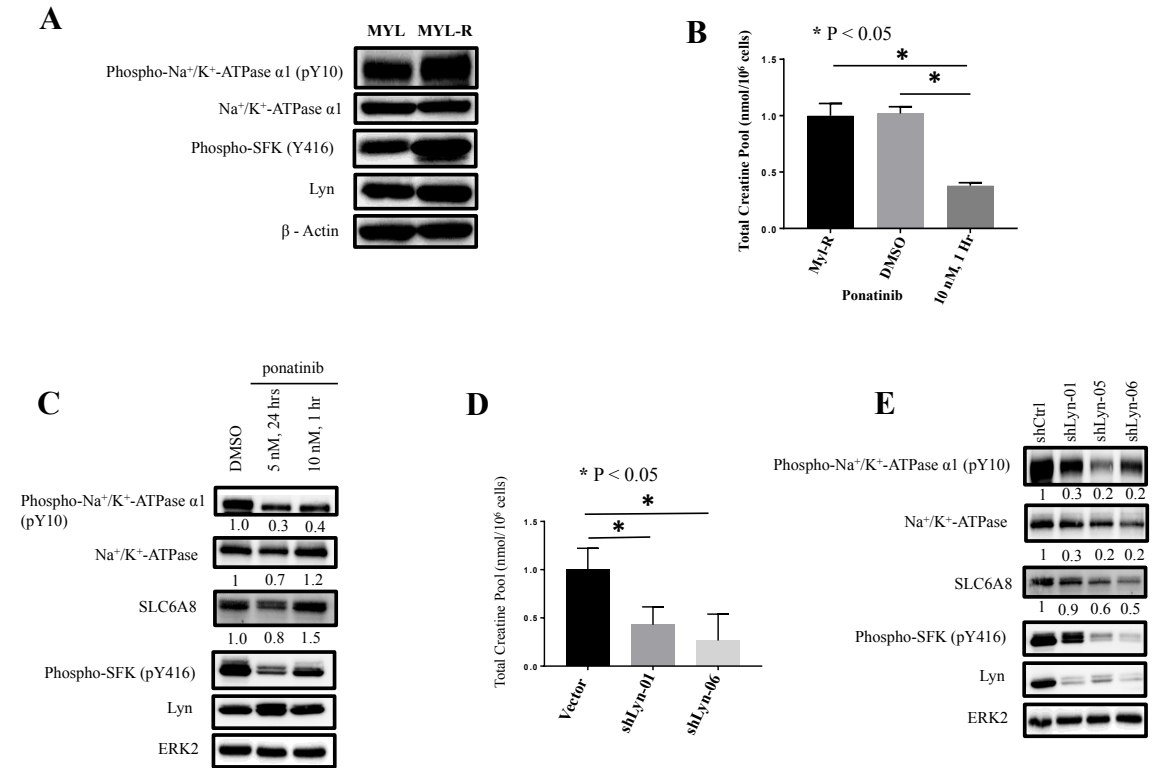 A
MYL MYL-R
Phospho-Na⁺/K⁺-ATPase α1 (pY10)
Na⁺/K⁺-ATPase α1
Phospho-SFK (Y416)
Lyn
β - Actin
B
* P < 0.05
*
*
Total Creatine Pool (nmol/10⁶ cells)
1.5
1.0
0.5
0.0
Myl-R
DMSO
10 nM, 1 Hr
Ponatinib
C
ponatinib
DMSO
5 nM, 24 hrs
10 nM, 1 hr
Phospho-Na⁺/K⁺-ATPase α1
(pY10)
1.0 0.3 0.4
Na⁺/K⁺-ATPase
1 0.7 1.2
SLC6A8
1.0 0.8 1.5
Phospho-SFK (pY416)
Lyn
ERK2
D
* P < 0.05
*
*
Total Creatine Pool (nmol/10⁶ cells)
1.5
1.0
0.5
0.0
Vector
shLyn-01
shLyn-06
E
shCtrl
shLyn-01
shLyn-05
shLyn-06
Phospho-Na⁺/K⁺-ATPase α1 (pY10)
1 0.3 0.2 0.2
Na⁺/K⁺-ATPase
1 0.3 0.2 0.2
SLC6A8
1 0.9 0.6 0.5
Phospho-SFK (pY416)
Lyn
ERK2